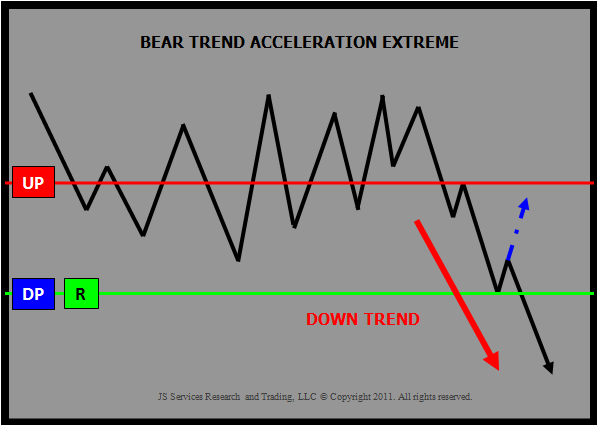 BEAR TREND ACCELERATION EXTREME
UP
DP R
DOWN TREND
JS Services Research and Trading, LLC © Copyright 2011. All rights reserved.